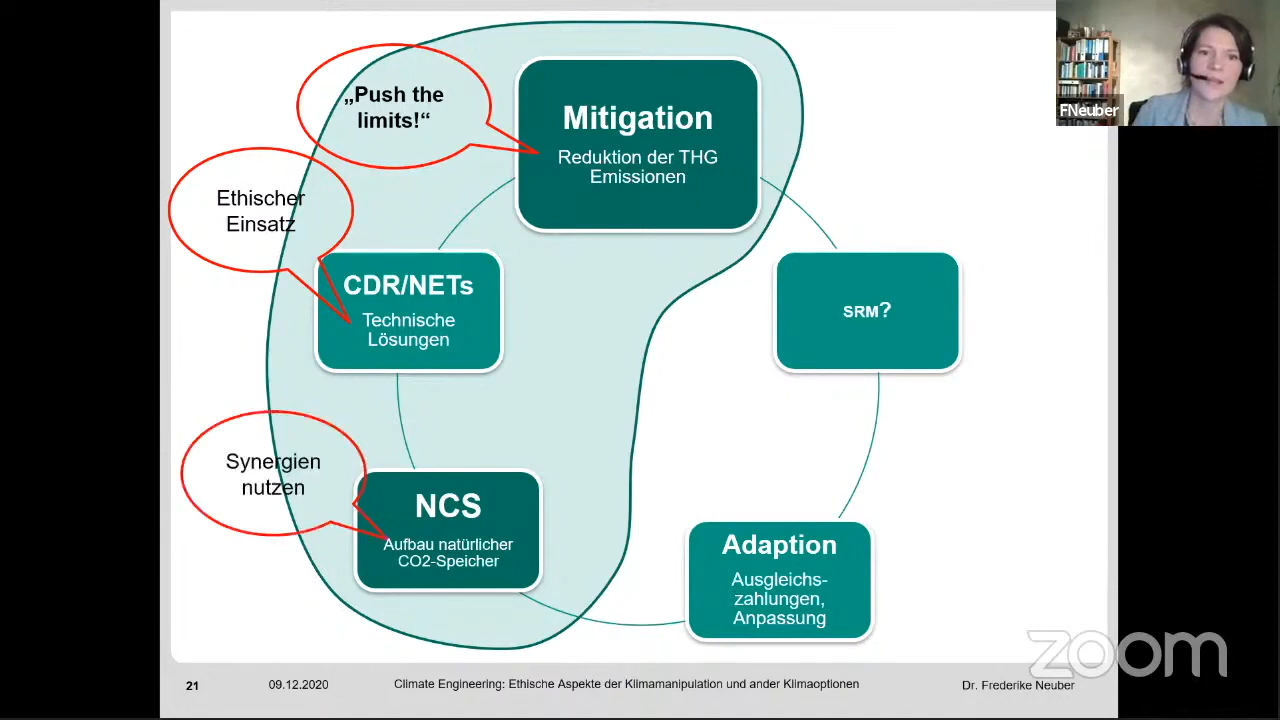 „Push the
limits!“
Mitigation
Reduktion der THG
Emissionen
FNeuber
Ethischer
Einsatz
CDR/NETs
Technische
Lösungen
SRM?
Synergien
nutzen
NCS
Aufbau natürlicher
CO2-Speicher
Adaption
Ausgleichs-
zahlungen,
Anpassung
zoom
21
09.12.2020
Climate Engineering: Ethische Aspekte der Klimamanipulation und ander Klimaoptionen
Dr. Frederike Neuber